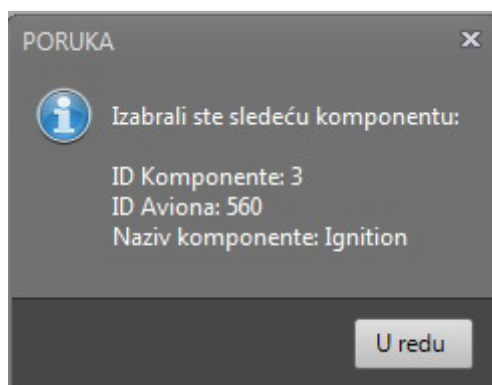 PORUKA
Izabrali ste sledeću komponentu:
ID Komponente: 3
ID Aviona: 560
Naziv komponente: Ignition
U redu